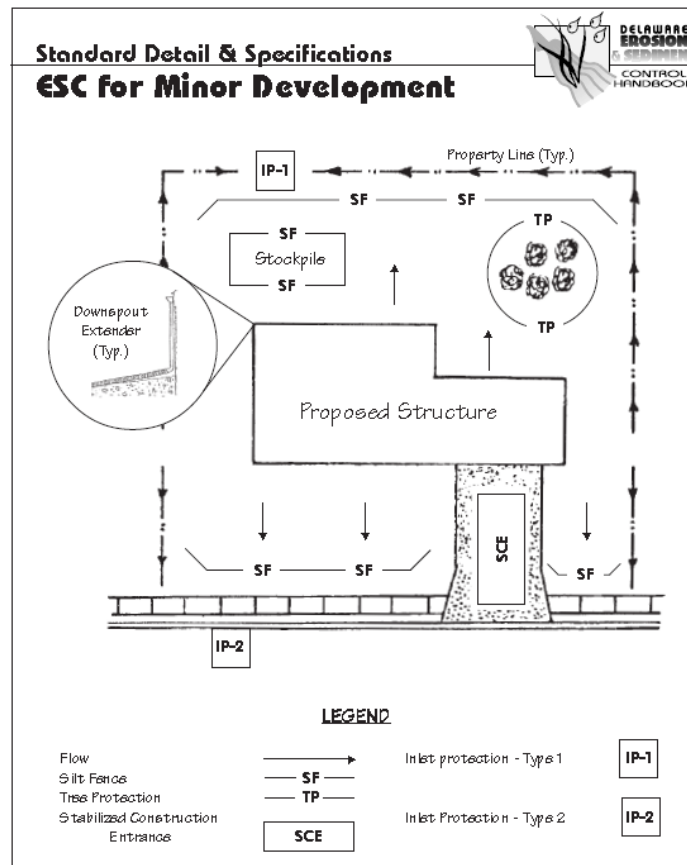 Standard Detail & Specifications
ESC for Minor Development
DELAWARE
EROSION
& SEDIMENT
CONTROL
HANDBOOK
IP-1
Property Line (Typ.)
SF
SF
TP
SF
Stockpile
SF
Downspout
Extender
(Typ.)
TP
Proposed Structure
SCE
SF
SF
SF
IP-2
LEGEND
Flow
Silt Fence
SF
Tree Protection
TP
Stabilized Construction
Entrance
SCE
Inlet protection - Type 1
IP-1
Inlet Protection - Type 2
IP-2